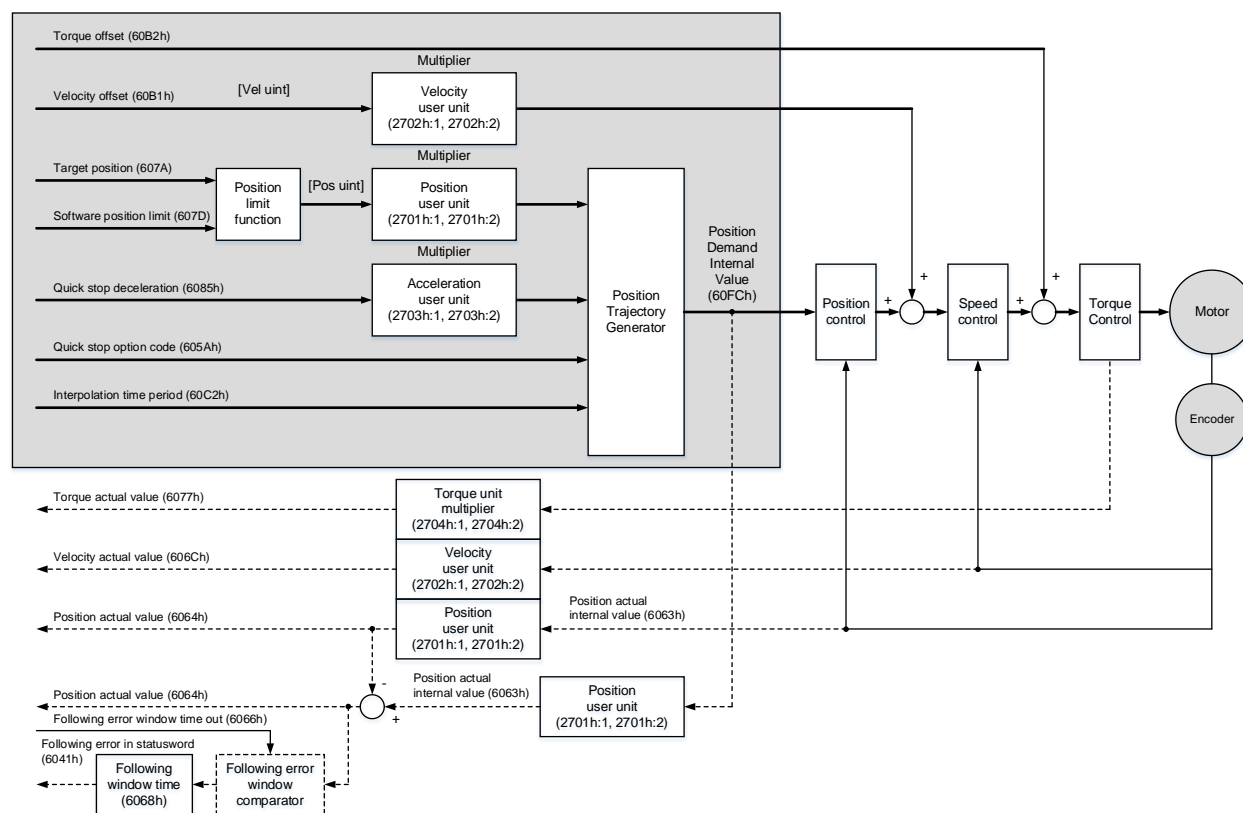 Torque offset (60B2h)
Multiplier
Velocity offset (60B1h)
[Vel uint]
Velocity
user unit
(2702h:1, 2702h:2)
Multiplier
Target position (607A)
Position
limit
function
[Pos uint]
Position
user unit
(2701h:1, 2701h:2)
Software position limit (607D)
Multiplier
Quick stop deceleration (6085h)
Acceleration
user unit
(2703h:1, 2703h:2)
Quick stop option code (605Ah)
Interpolation time period (60C2h)
Position
Trajectory
Generator
Position
Demand
Internal
Value
(60FCh)
Position
control
+
+
Speed
control
+
+
Torque
Control
Motor
Encoder
Torque actual value (6077h)
Torque unit
multiplier
(2704h:1, 2704h:2)
Velocity actual value (606Ch)
Velocity
user unit
(2702h:1, 2702h:2)
Position actual value (6064h)
Position
user unit
(2701h:1, 2701h:2)
Position actual
internal value (6063h)
Position actual value (6064h)
-
+
Position actual
internal value (6063h)
Position
user unit
(2701h:1, 2701h:2)
Following error window time out (6066h)
Following error in statusword
(6041h)
Following
window time
(6068h)
Following error
window
comparator